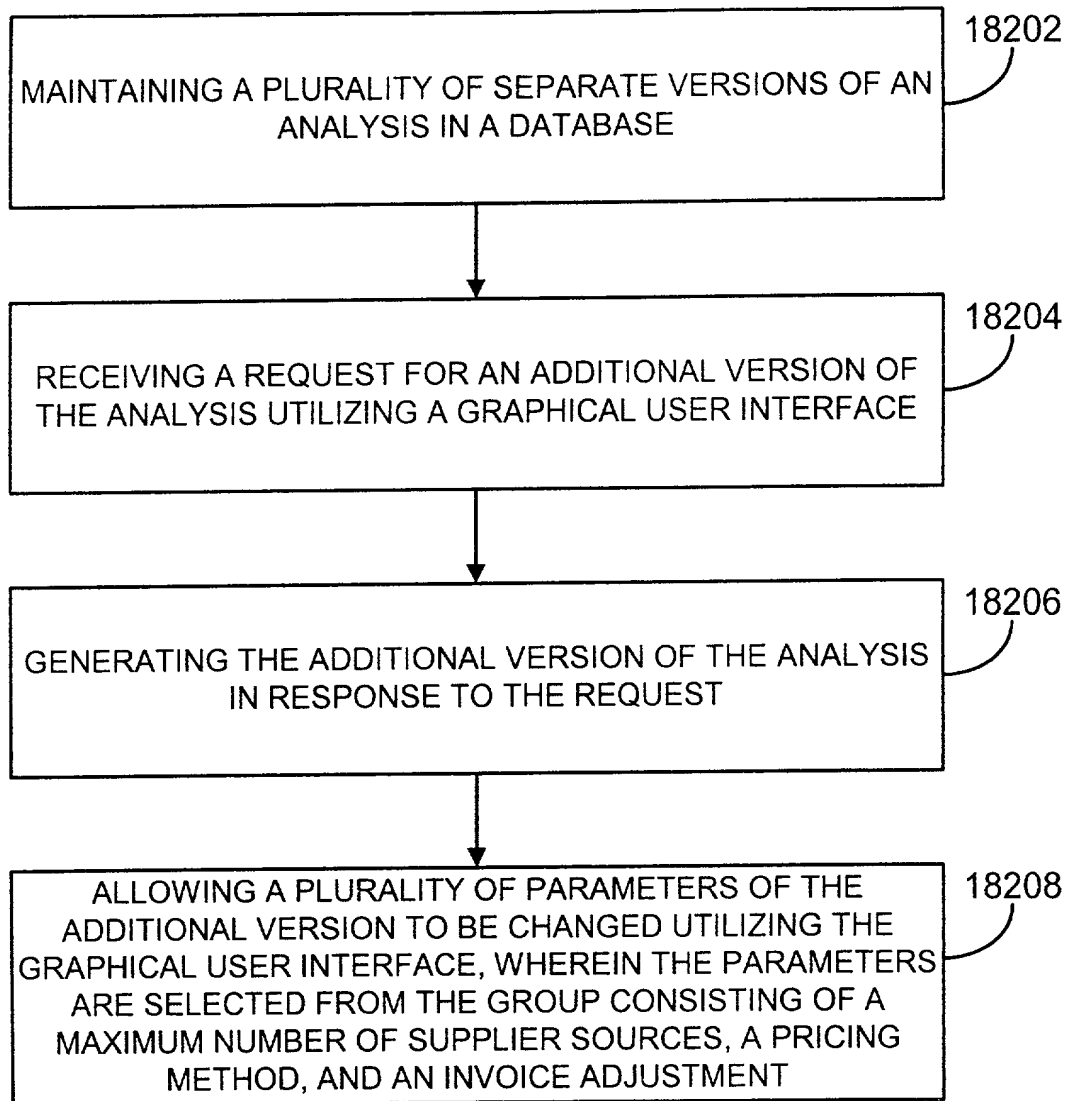 18202
MAINTAINING A PLURALITY OF SEPARATE VERSIONS OF AN
ANALYSIS IN A DATABASE
18204
RECEIVING A REQUEST FOR AN ADDITIONAL VERSION OF
THE ANALYSIS UTILIZING A GRAPHICAL USER INTERFACE
18206
GENERATING THE ADDITIONAL VERSION OF THE ANALYSIS
IN RESPONSE TO THE REQUEST
18208
ALLOWING A PLURALITY OF PARAMETERS OF THE
ADDITIONAL VERSION TO BE CHANGED UTILIZING THE
GRAPHICAL USER INTERFACE, WHEREIN THE PARAMETERS
ARE SELECTED FROM THE GROUP CONSISTING OF A
MAXIMUM NUMBER OF SUPPLIER SOURCES, A PRICING
METHOD, AND AN INVOICE ADJUSTMENT